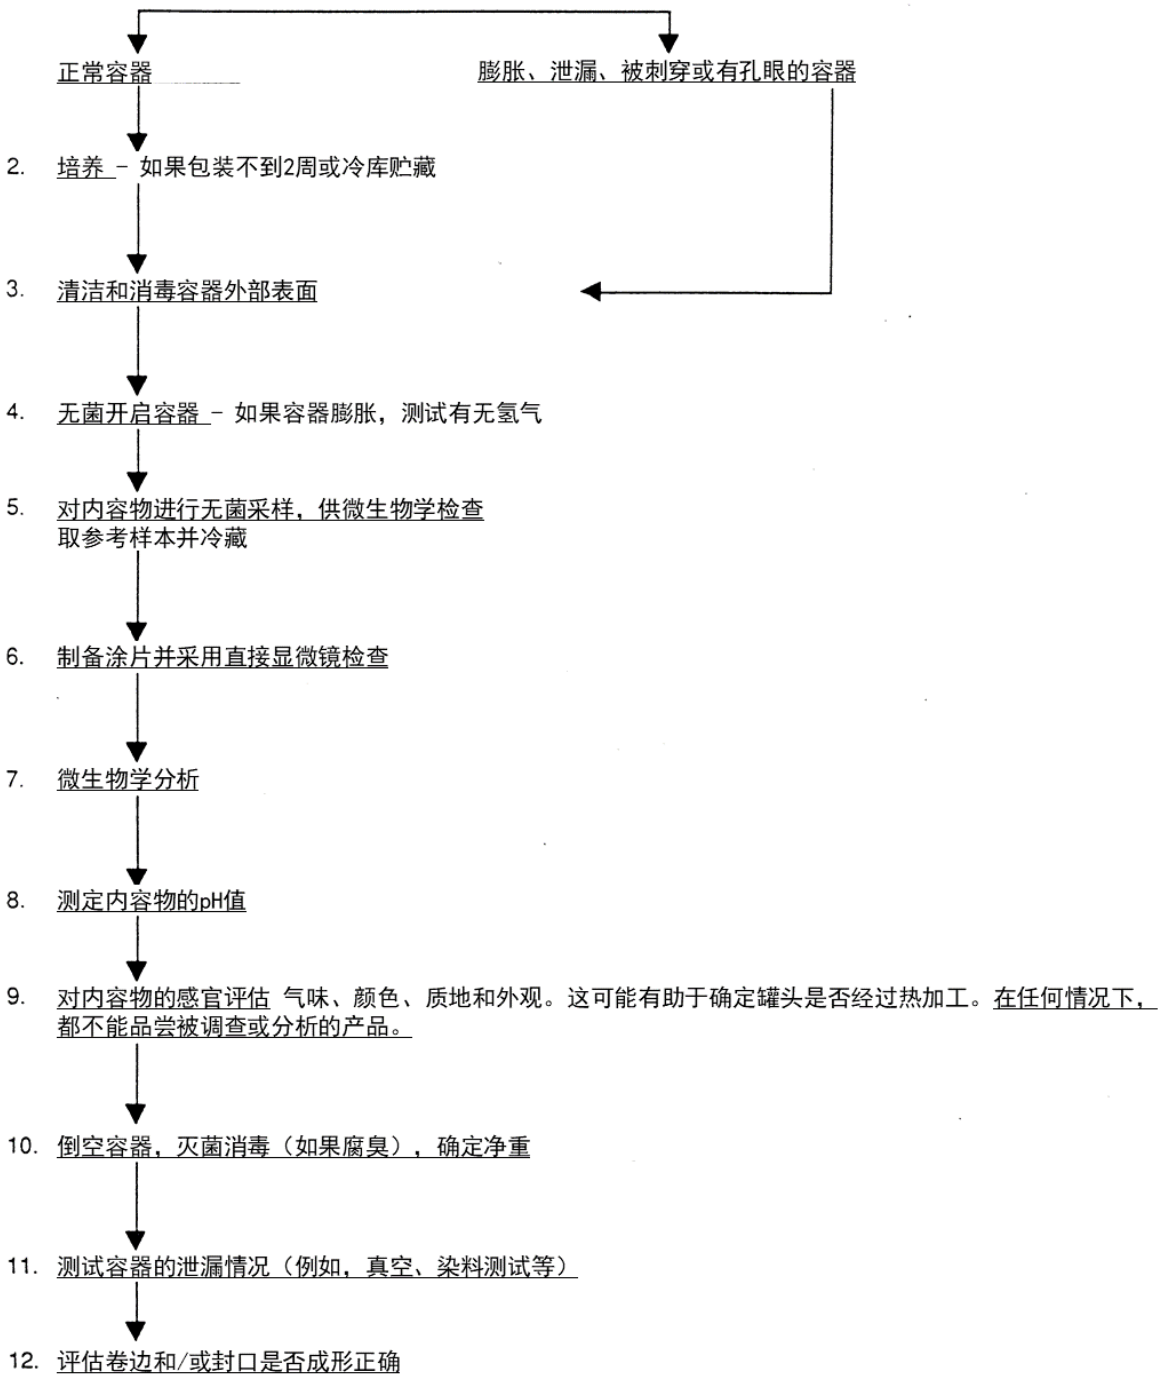 正常容器
膨胀、泄漏、被刺穿或有孔眼的容器
2. 培养 - 如果包装不到2周或冷库贮藏
3. 清洁和消毒容器外部表面
4. 无菌开启容器 - 如果容器膨胀，测试有无氢气
5. 对内容物进行无菌采样，供微生物学检查
取参考样本并冷藏
6. 制备涂片并采用直接显微镜检查
7. 微生物学分析
8. 测定内容物的pH值
9. 对内容物的感官评估 气味、颜色、质地和外观。这可能有助于确定罐头是否经过热加工。在任何情况下，
都不能品尝被调查或分析的产品。
10. 倒空容器，灭菌消毒（如果腐臭），确定净重
11. 测试容器的泄漏情况（例如，真空、染料测试等）
12. 评估卷边和/或封口是否成形正确